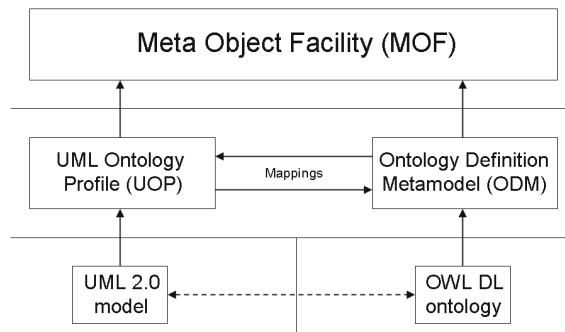 Meta Object Facility (MOF)
UML Ontology
Profile (UOP)
Mappings
Ontology Definition
Metamodel (ODM)
UML 2.0
model
OWL DL
ontology